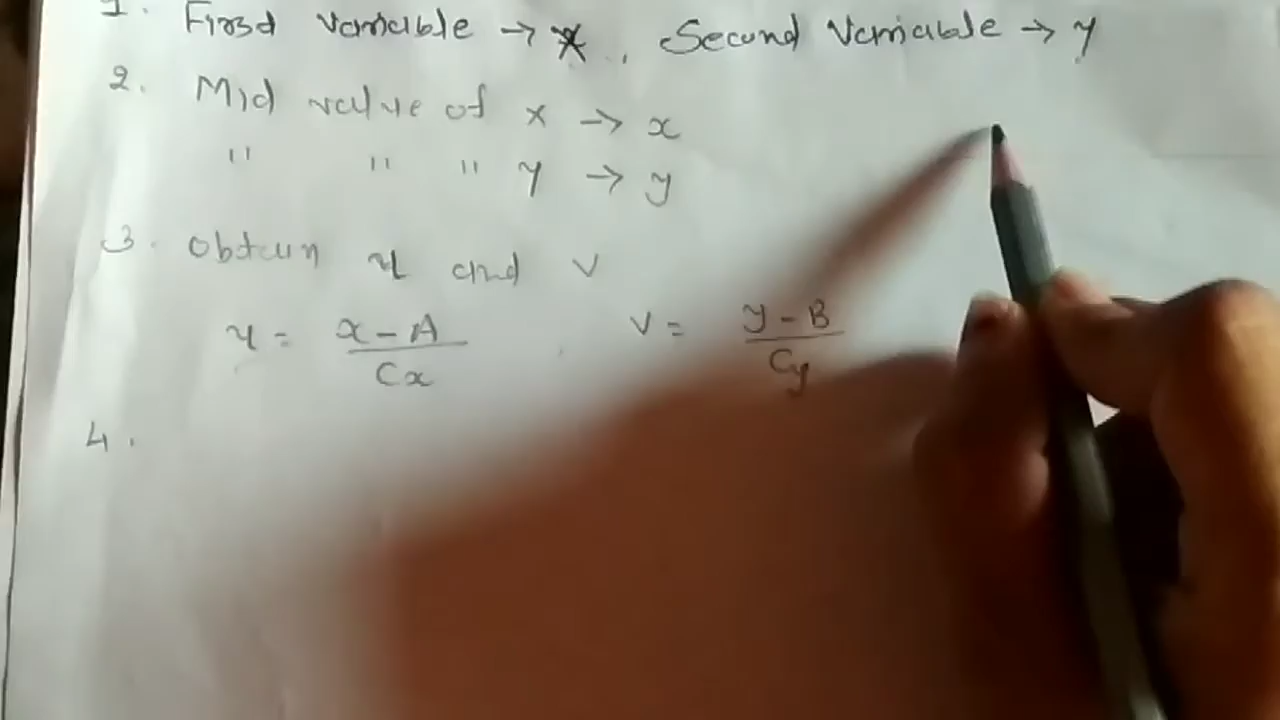 1. First variable → x, Second Variable → y
2. Mid value of x → x
" " " y → y
3. Obtain u and v
u = x - A / Cx v = y - B / Cy
4.